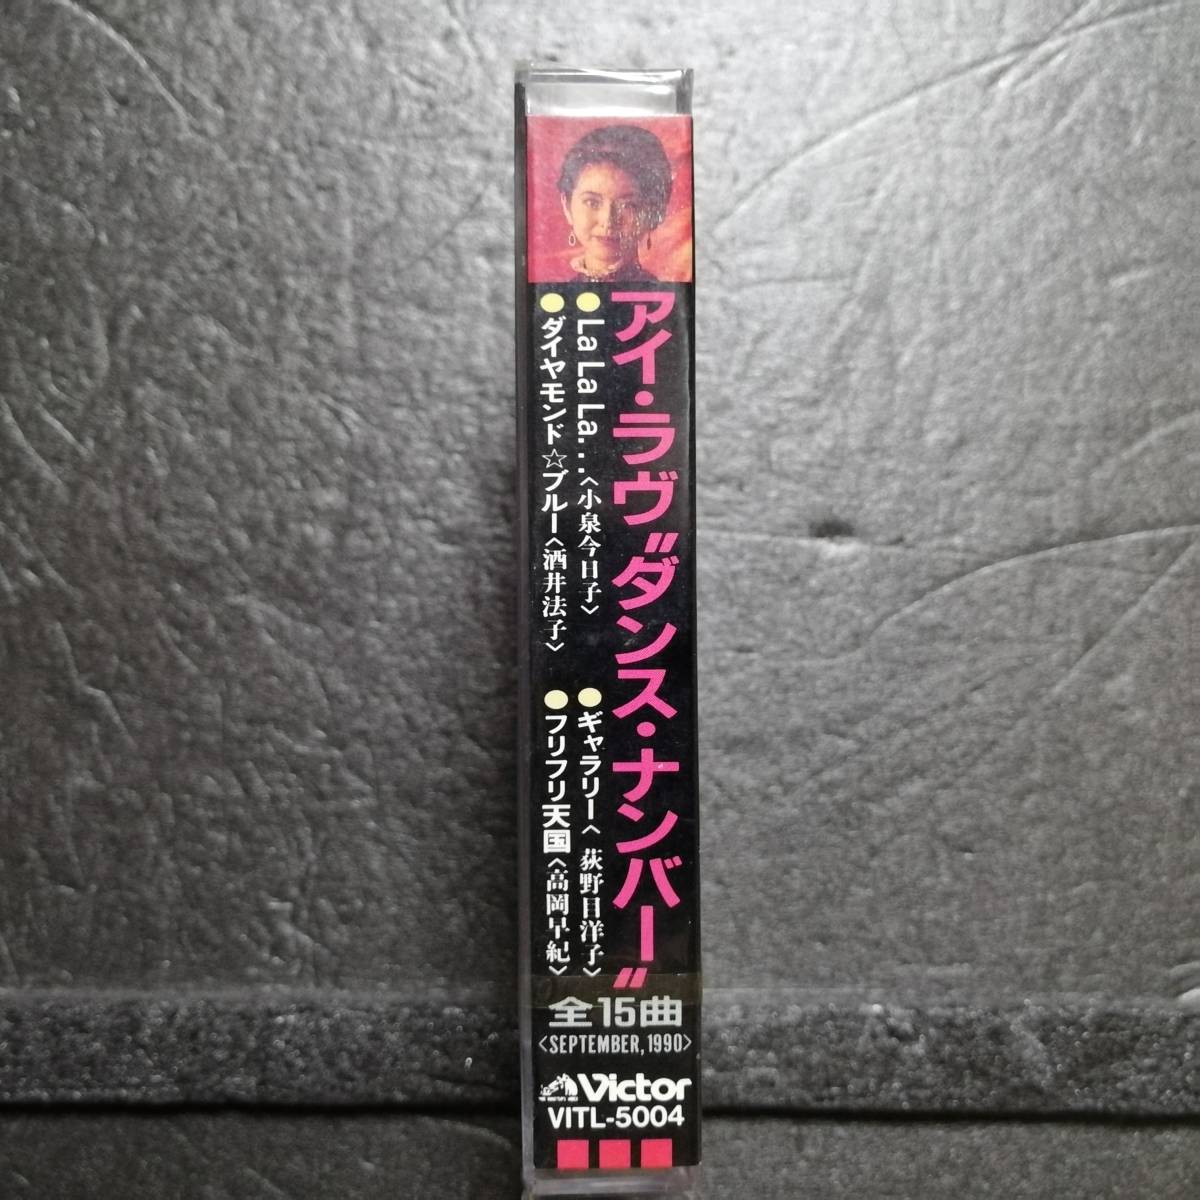 アイ・ラヴ〝ダンス・ナンバー〟
●La La La...〈小泉今日子〉
●ギャラリー〈荻野目洋子〉
●ダイヤモンド☆ブルー〈酒井法子〉
●フリフリ天国〈高岡早紀〉
全15曲
〈SEPTEMBER,1990〉
Victor
VITL-5004